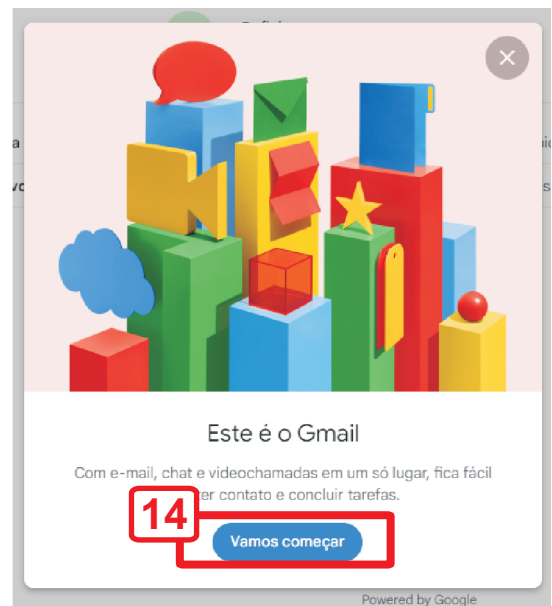 Este é o Gmail
Com e-mail, chat e videochamadas em um só lugar, fica fácil
contato e concluir tarefas.
14
Vamos começar
Powered by Google